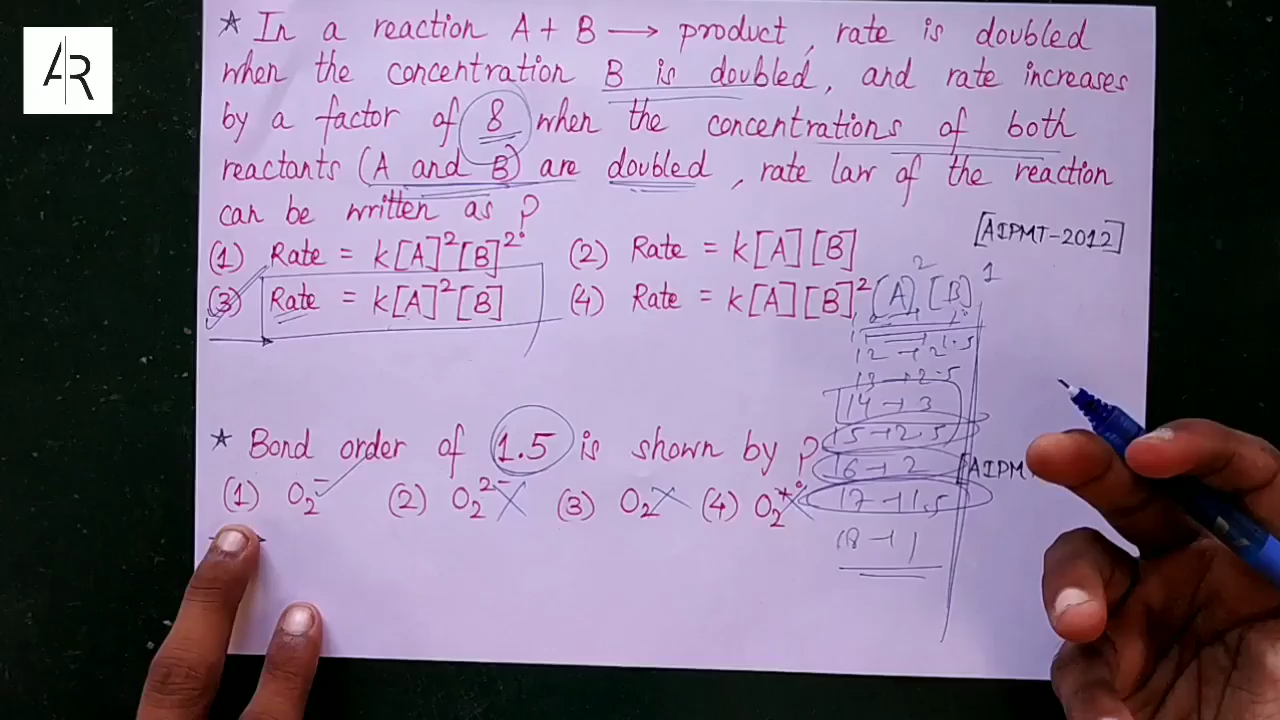 AR
★ In a reaction A + B ⟶ product, rate is doubled
when the concentration B is doubled, and rate increases
by a factor of 8 when the concentrations of both
reactants (A and B) are doubled, rate law of the reaction
can be written as ?
[AIPMT-2012]
(1) Rate = k[A]²[B]² (2) Rate = k[A][B]
(3) Rate = k[A]²[B] (4) Rate = k[A][B]²
[A]² [B]¹
12 → 1.5
13 → 2.5
14 → 3
15 → 2.5
16 → 2
17 → 1.5
18 → 1
★ Bond order of 1.5 is shown by ?
[AIPM
(1) O₂⁻ (2) O₂²⁻ (3) O₂ (4) O₂⁺